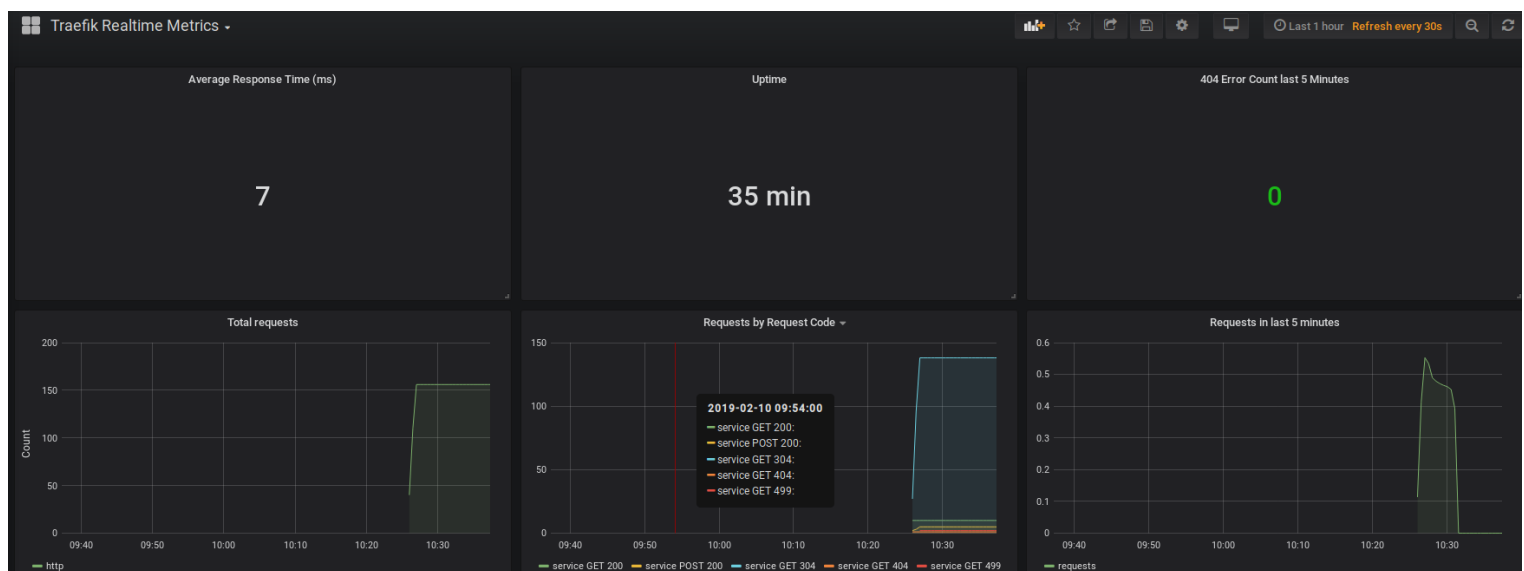 Traefik Realtime Metrics
Last 1 hour Refresh every 30s
Average Response Time (ms)
7
Uptime
35 min
404 Error Count last 5 Minutes
0
Total requests
200
150
100
50
0
Count
09:40 09:50 10:00 10:10 10:20 10:30
http
Requests by Request Code
150
100
50
0
2019-02-10 09:54:00
service GET 200:
service POST 200:
service GET 304:
service GET 404:
service GET 499:
09:40 09:50 10:00 10:10 10:20 10:30
service GET 200 service POST 200 service GET 304 service GET 404 service GET 499
Requests in last 5 minutes
0.6
0.5
0.4
0.3
0.2
0.1
0
09:40 09:50 10:00 10:10 10:20 10:30
requests